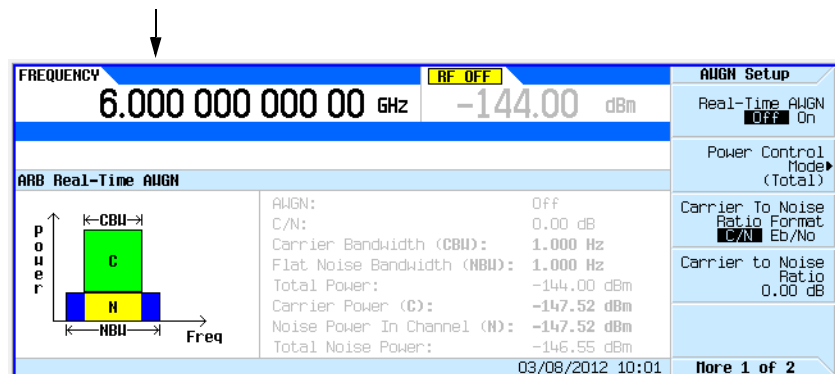 FREQUENCY
6.000 000 000 00 GHz
RF OFF
-144.00 dBm
ARB Real-Time AWGN
Power
CBW
C
N
NBW
Freq
AWGN: Off
C/N: 0.00 dB
Carrier Bandwidth (CBW): 1.000 Hz
Flat Noise Bandwidth (NBW): 1.000 Hz
Total Power: -144.00 dBm
Carrier Power (C): -147.52 dBm
Noise Power In Channel (N): -147.52 dBm
Total Noise Power: -146.55 dBm
03/08/2012 10:01
AWGN Setup
Real-Time AWGN
Off On
Power Control
Mode
(Total)
Carrier To Noise
Ratio Format
C/N Eb/No
Carrier to Noise
Ratio
0.00 dB
More 1 of 2